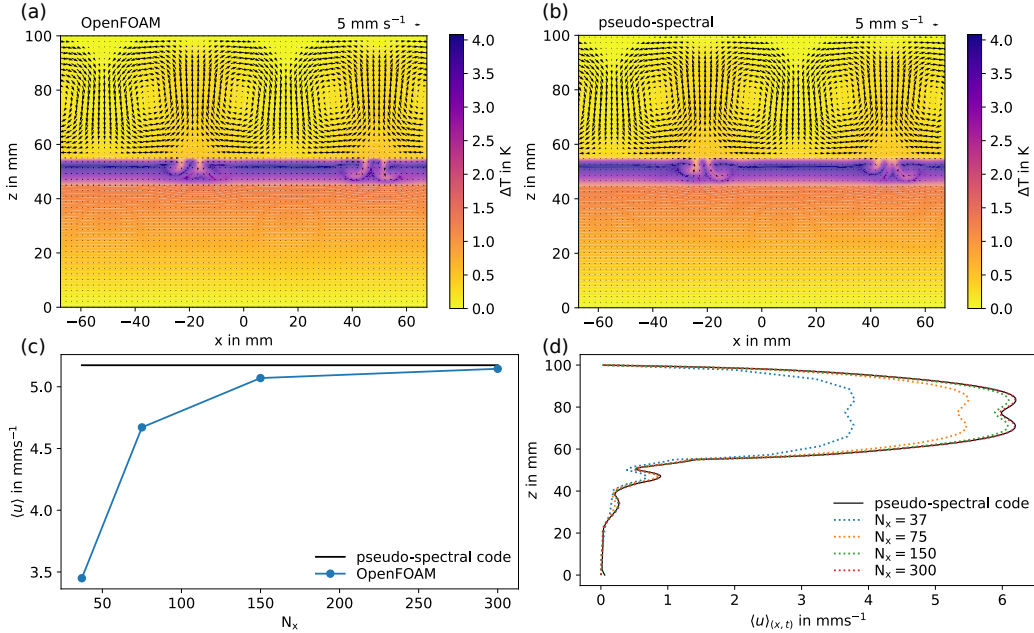 (a) OpenFOAM 5 mm s⁻¹
100
80
60
40
20
0
z in mm
−60 −40 −20 0 20 40 60
x in mm
4.0
3.5
3.0
2.5
2.0
1.5
1.0
0.5
0.0
ΔT in K
(b) pseudo-spectral 5 mm s⁻¹
100
80
60
40
20
0
z in mm
−60 −40 −20 0 20 40 60
x in mm
4.0
3.5
3.0
2.5
2.0
1.5
1.0
0.5
0.0
ΔT in K
(c)
5.0
4.5
4.0
3.5
⟨u⟩ in mms⁻¹
pseudo-spectral code
OpenFOAM
50 100 150 200 250 300
Nₓ
(d)
100
80
60
40
20
0
z in mm
pseudo-spectral code
Nₓ = 37
Nₓ = 75
Nₓ = 150
Nₓ = 300
0 1 2 3 4 5 6
⟨u⟩₍ₓ,ₜ₎ in mms⁻¹